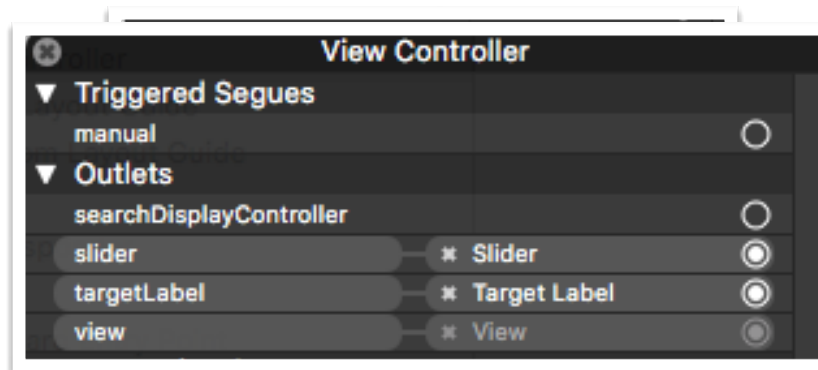 View Controller
▼ Triggered Segues
manual
▼ Outlets
searchDisplayController
slider ✖ Slider
targetLabel ✖ Target Label
view ✖ View